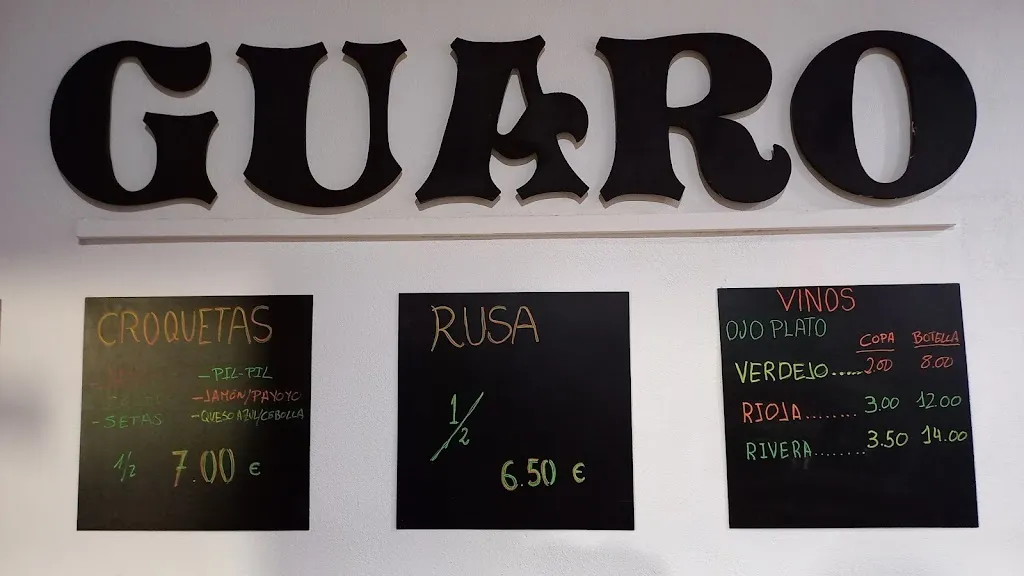 GUARO
CROQUETAS
- PIL-PIL
- JAMÓN/PAYOYO
- SETAS
- QUESO AZUL/CEBOLLA
1/2
7.00 €
RUSA
1/2
6.50 €
VINOS
OJO PLATO
COPA BOTELLA
VERDEJO..... 2.00 8.00
RIOJA........ 3.00 12.00
RIVERA........ 3.50 14.00